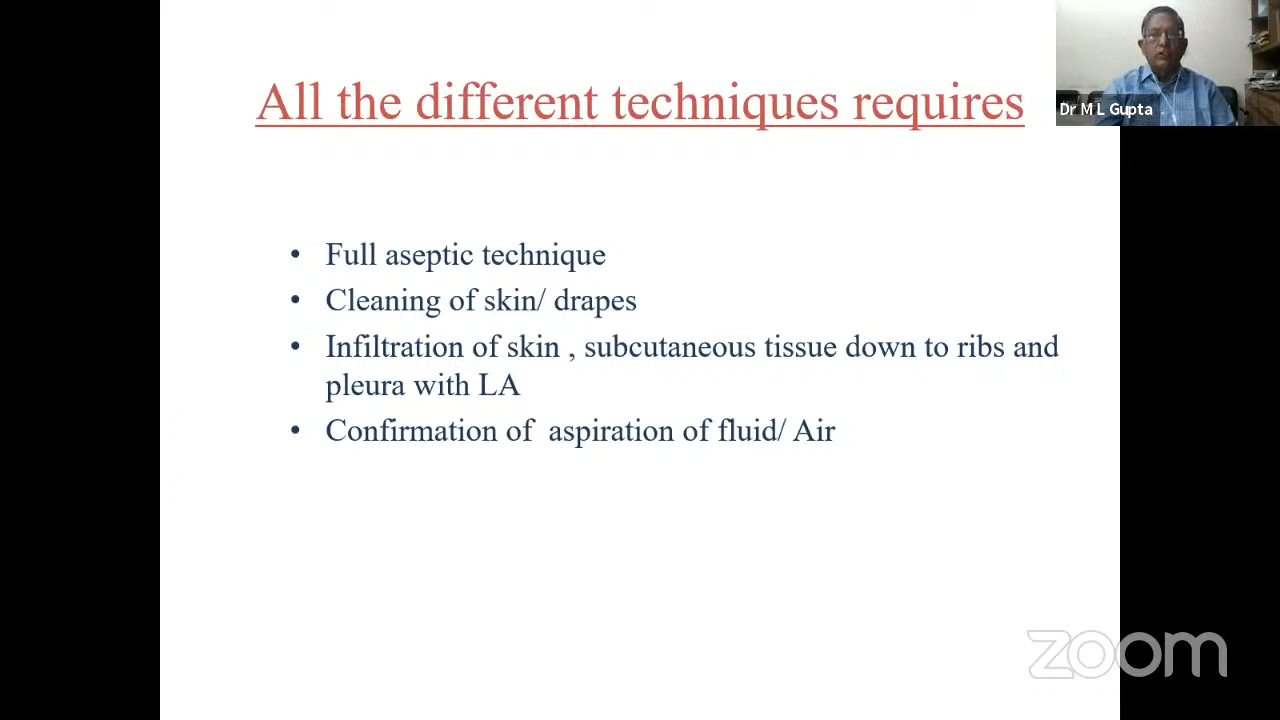 All the different techniques requires
Dr M L Gupta
• Full aseptic technique
• Cleaning of skin/ drapes
• Infiltration of skin , subcutaneous tissue down to ribs and
pleura with LA
• Confirmation of  aspiration of fluid/ Air
zoom